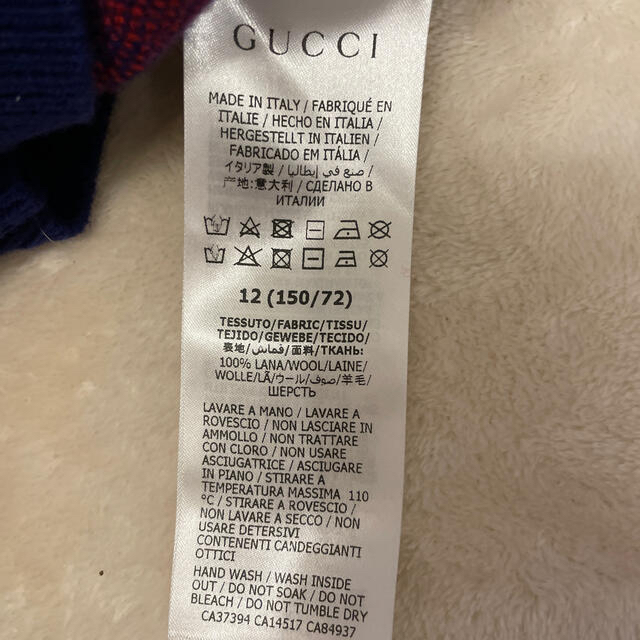 GUCCI
MADE IN ITALY / FABRIQUÉ EN
ITALIE / HECHO EN ITALIA /
HERGESTELLT IN ITALIEN /
FABRICADO EM ITÁLIA /
イタリア製 / صنع في إيطاليا /
产地:意大利 / СДЕЛАНО В
ИТАЛИИ
12 (150/72)
TESSUTO/FABRIC/TISSU/
TEJIDO/GEWEBE/TECIDO/
表地/قماش/面料/ТКАНЬ:
100% LANA/WOOL/LAINE/
WOLLE/LÃ/ウール/صوف/羊毛/
ШЕРСТЬ
LAVARE A MANO / LAVARE A
ROVESCIO / NON LASCIARE IN
AMMOLLO / NON TRATTARE
CON CLORO / NON USARE
ASCIUGATRICE / ASCIUGARE
IN PIANO / STIRARE A
TEMPERATURA MASSIMA 110
°C / STIRARE A ROVESCIO /
NON LAVARE A SECCO / NON
USARE DETERSIVI
CONTENENTI CANDEGGIANTI
OTTICI
HAND WASH / WASH INSIDE
OUT / DO NOT SOAK / DO NOT
BLEACH / DO NOT TUMBLE DRY
CA37394 CA14517 CA84937